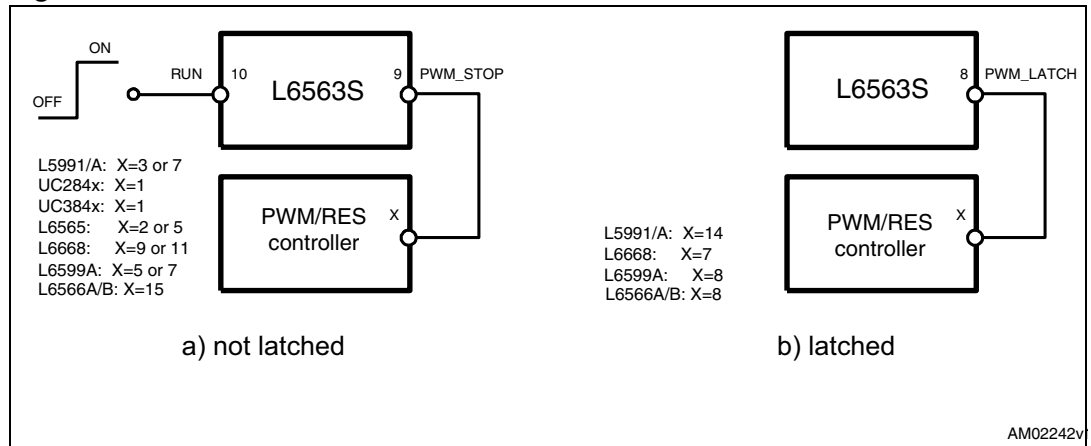 ON
OFF
RUN
10
L6563S
9
PWM_STOP
L5991/A: X=3 or 7
UC284x: X=1
UC384x: X=1
L6565: X=2 or 5
L6668: X=9 or 11
L6599A: X=5 or 7
L6566A/B: X=15
PWM/RES
controller
X
a) not latched
L6563S
8
PWM_LATCH
L5991/A: X=14
L6668: X=7
L6599A: X=8
L6566A/B: X=8
PWM/RES
controller
X
b) latched
AM02242v